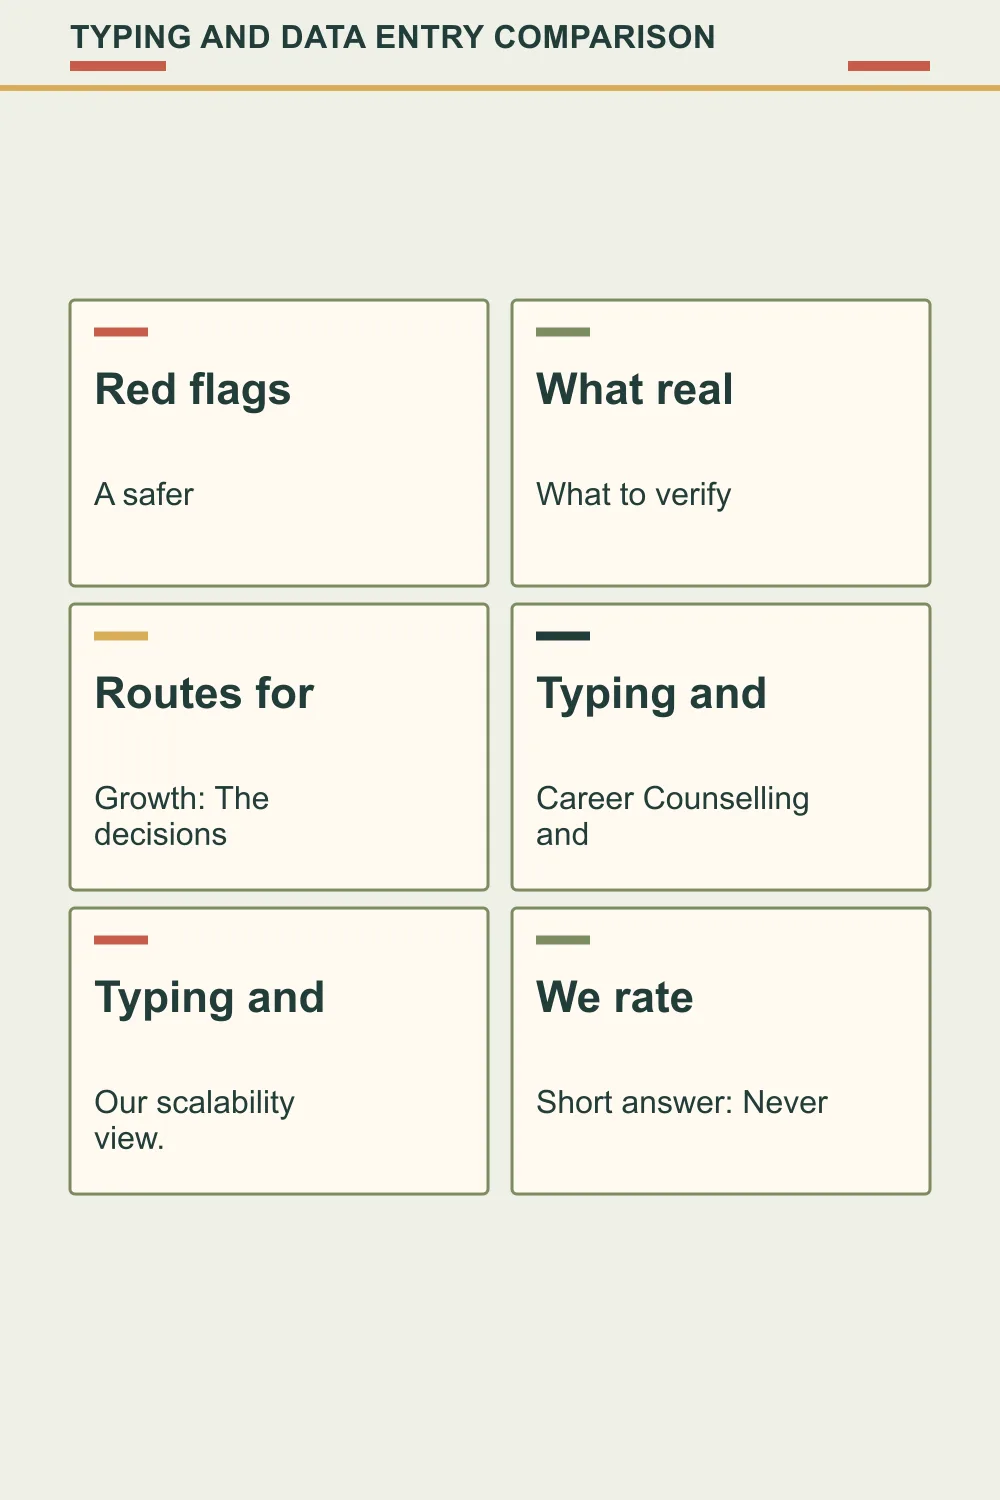 TYPING AND DATA ENTRY COMPARISON
Red flags
A safer
What real
What to verify
Routes for
Growth: The
decisions
Typing and
Career Counselling
and
Typing and
Our scalability
view.
We rate
Short answer: Never